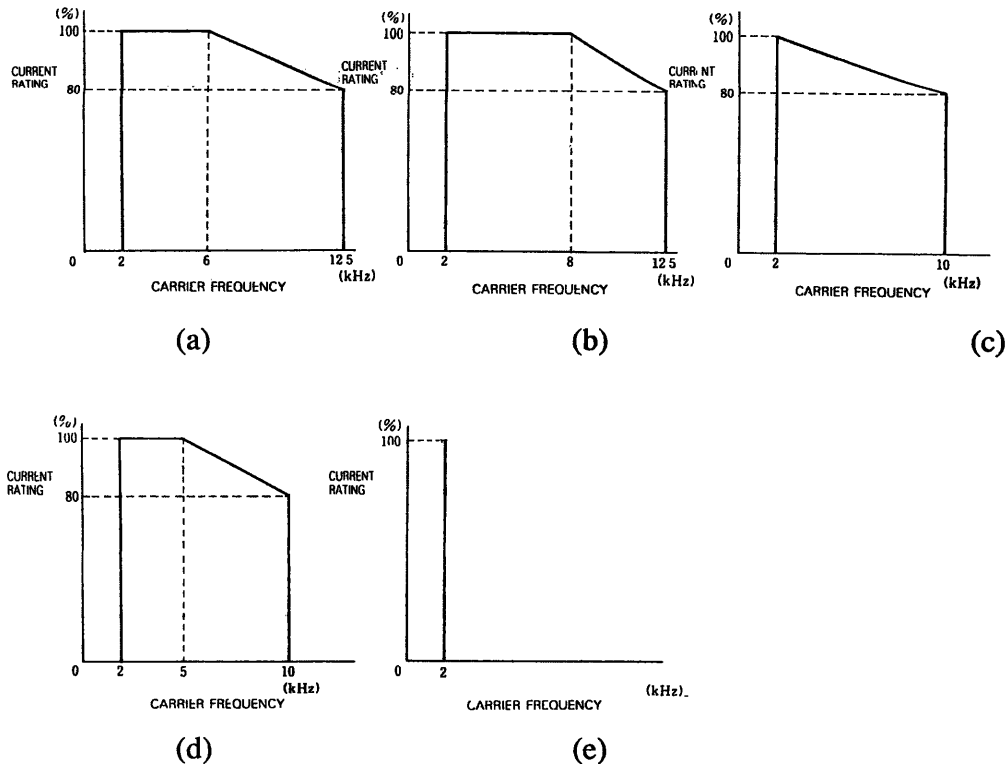 (%)
100
CURRENT
RATING
80
0
2
6
12 5
(kHz)
CARRIER FREQUENCY
(a)
(%)
100
CURRENT
RATING
80
0
2
8
12 5
(kHz)
CARRIER FREQUENCY
(b)
(%)
100
CURRENT
RATING
80
0
2
10
(kHz)
CARRIER FREQUENCY
(c)
(%)
100
CURRENT
RATING
80
0
2
5
10
(kHz)
CARRIER FREQUENCY
(d)
(%)
100
CURRENT
RATING
0
2
(kHz)
CARRIER FREQUENCY
(e)